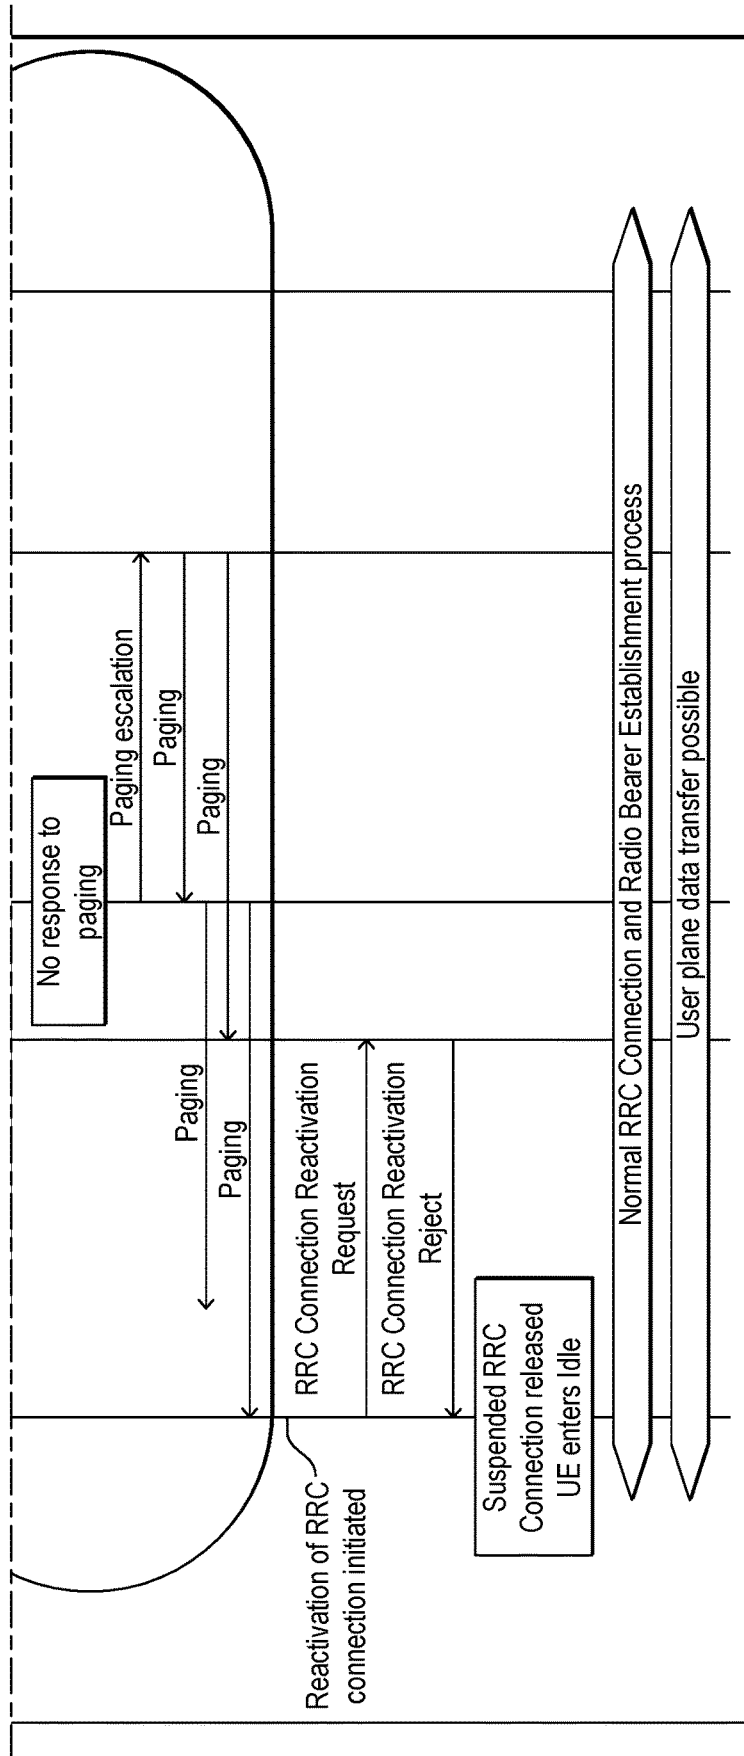 No response to
paging
Paging escalation
Paging
Paging
Paging
Paging
Reactivation of RRC
connection initiated
RRC Connection Reactivation
Request
RRC Connection Reactivation
Reject
Suspended RRC
Connection released
UE enters Idle
Normal RRC Connection and Radio Bearer Establishment process
User plane data transfer possible